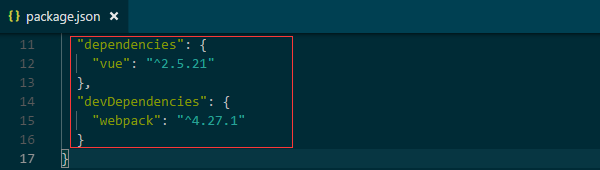 {} package.json ×
11 "dependencies": {
12 "vue": "^2.5.21"
13 },
14 "devDependencies": {
15 "webpack": "^4.27.1"
16 }
17 }